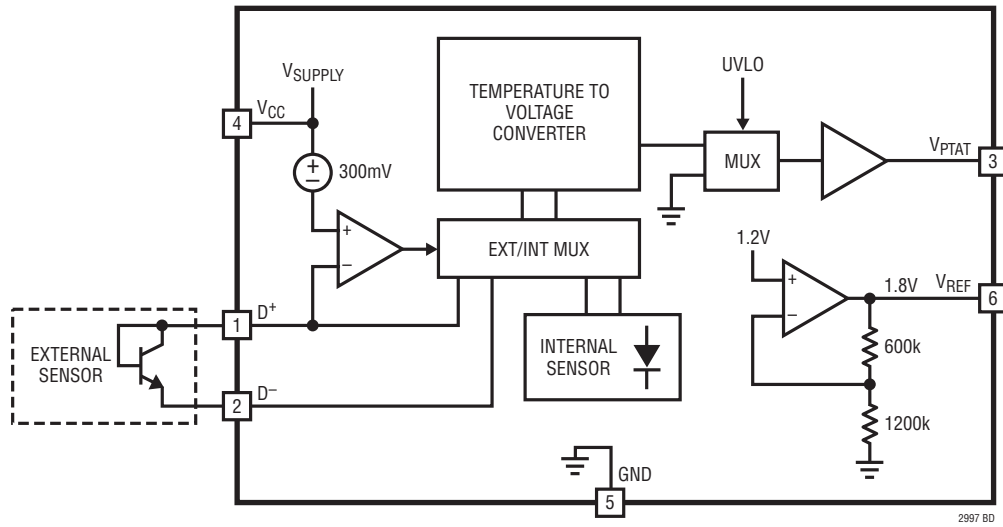 VSUPPLY
VCC
4
+
−
300mV
TEMPERATURE TO
VOLTAGE
CONVERTER
UVLO
MUX
VPTAT
3
+
−
EXT/INT MUX
1.2V
+
−
1.8V
VREF
6
D+
1
EXTERNAL
SENSOR
INTERNAL
SENSOR
600k
D−
2
1200k
GND
5
2997 BD